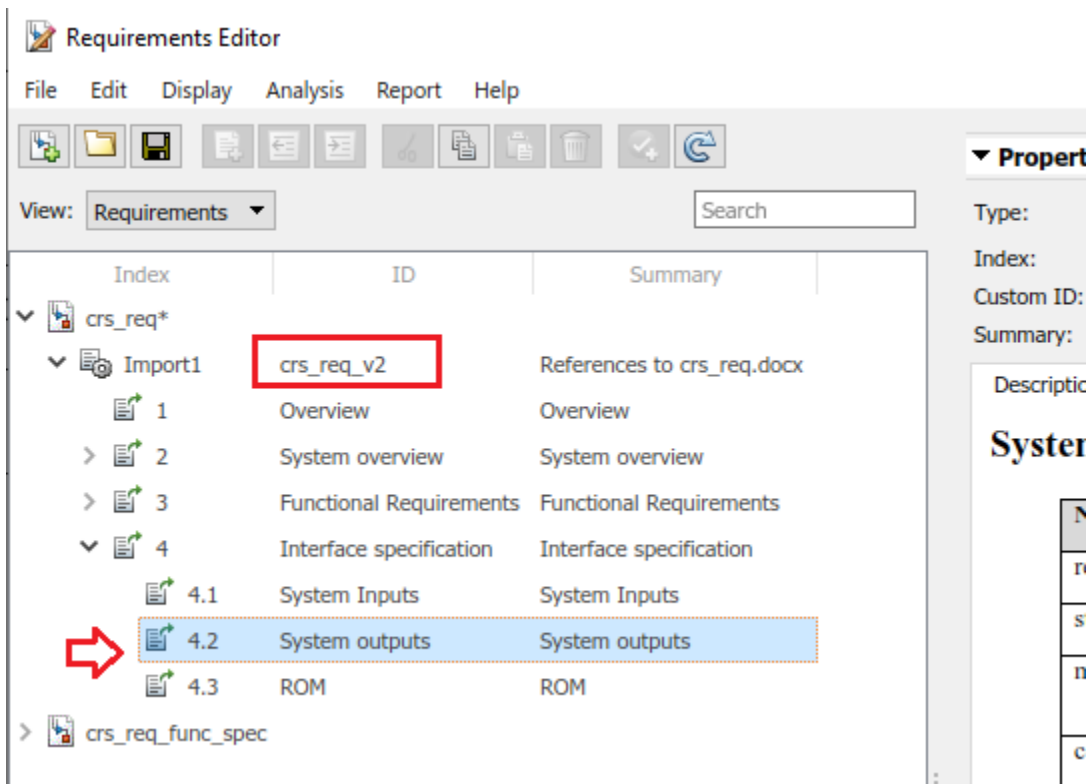 Requirements Editor
File Edit Display Analysis Report Help
View: Requirements Search
Index ID Summary
crs_req*
Import1 crs_req_v2 References to crs_req.docx
1 Overview Overview
2 System overview System overview
3 Functional Requirements Functional Requirements
4 Interface specification Interface specification
4.1 System Inputs System Inputs
4.2 System outputs System outputs
4.3 ROM ROM
crs_req_func_spec
Type:
Index:
Custom ID:
Summary: